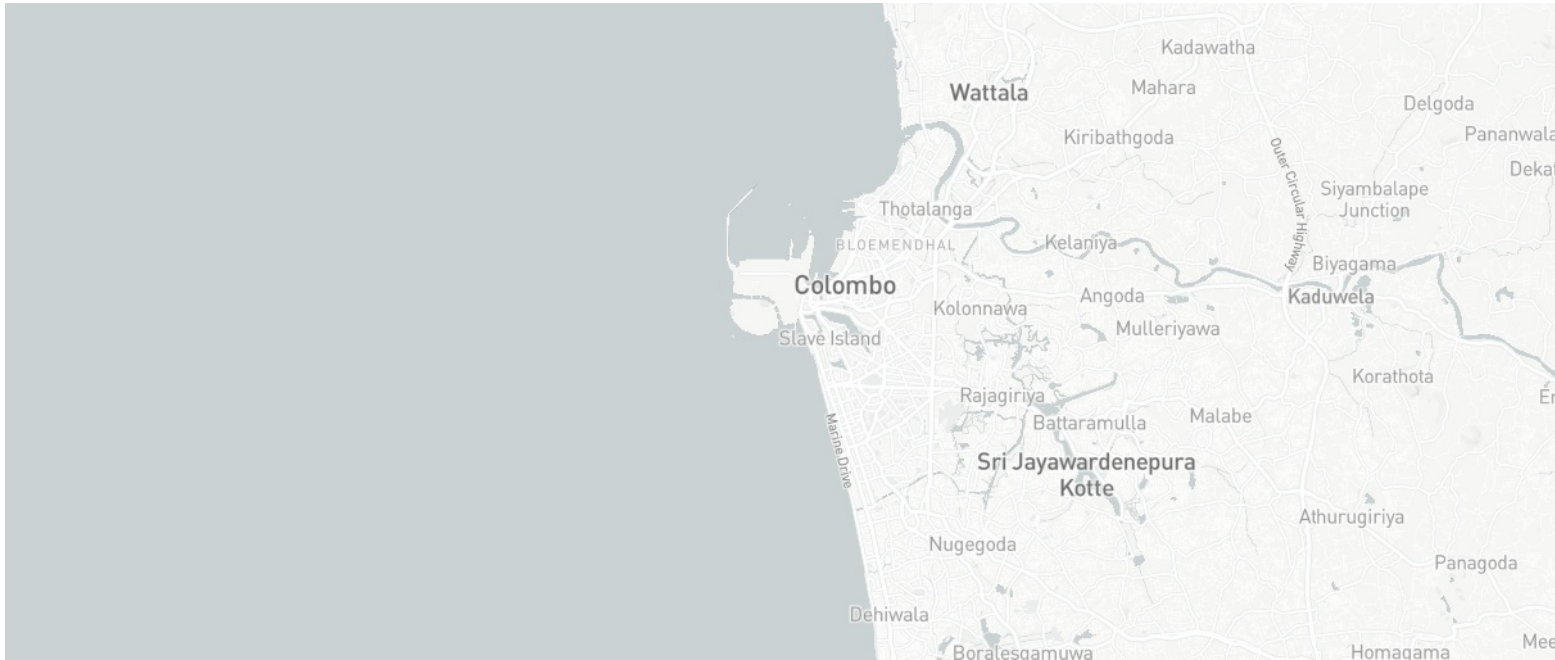 Kadawatha
Wattala
Mahara
Delgoda
Kiribathgoda
Pananwala
Outer Circular Highway
Siyambalape
Junction
Thotalanga
BLOEMENDHAL
Kelaniya
Biyagama
Colombo
Angoda
Kaduwela
Kolonnawa
Mulleriyawa
Slave Island
Korathota
Rajagiriya
Malabe
Battaramulla
Marine Drive
Sri Jayawardenepura
Kotte
Athurugiriya
Nugegoda
Panagoda
Dehiwala
Boralesgamuwa
Homagama